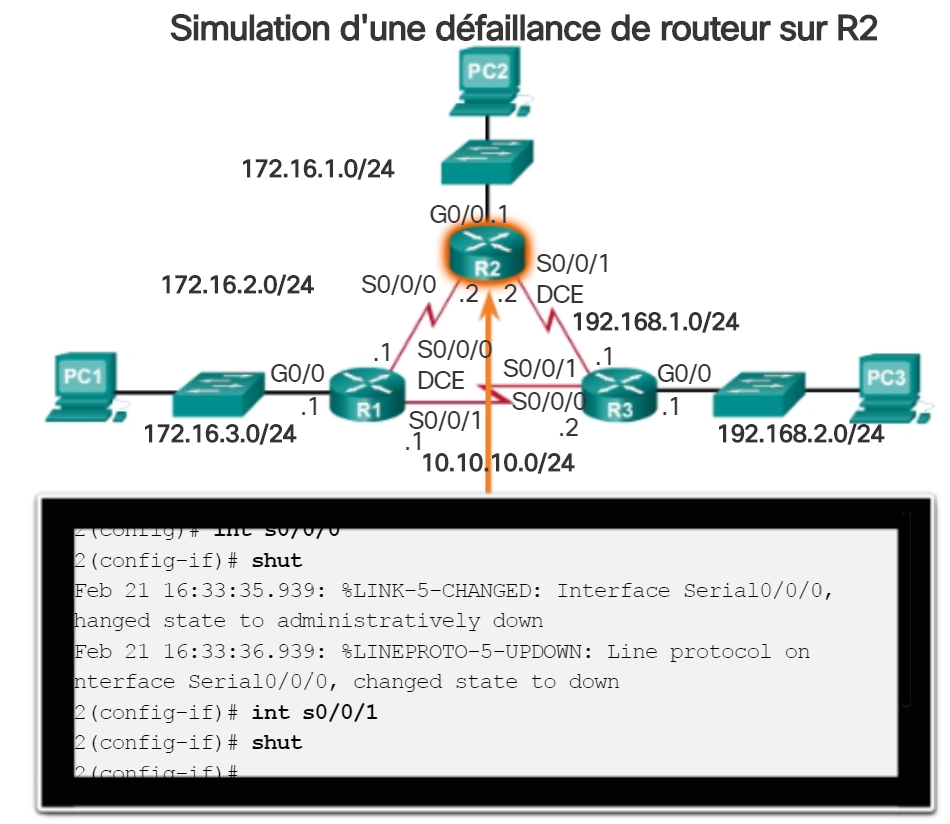 Simulation d'une défaillance de routeur sur R2
PC2
172.16.1.0/24
G0/0 .1
R2
S0/0/1
172.16.2.0/24
S0/0/0
.2 .2
DCE
192.168.1.0/24
.1
S0/0/0
.1
PC1
G0/0
DCE
S0/0/1
G0/0
PC3
.1
R1
S0/0/0
R3
.1
S0/0/1
.2
172.16.3.0/24
.1
192.168.2.0/24
10.10.10.0/24
2(config)# int s0/0/0
2(config-if)# shut
Feb 21 16:33:35.939: %LINK-5-CHANGED: Interface Serial0/0/0,
hanged state to administratively down
Feb 21 16:33:36.939: %LINEPROTO-5-UPDOWN: Line protocol on
nterface Serial0/0/0, changed state to down
2(config-if)# int s0/0/1
2(config-if)# shut
2(config-if)#